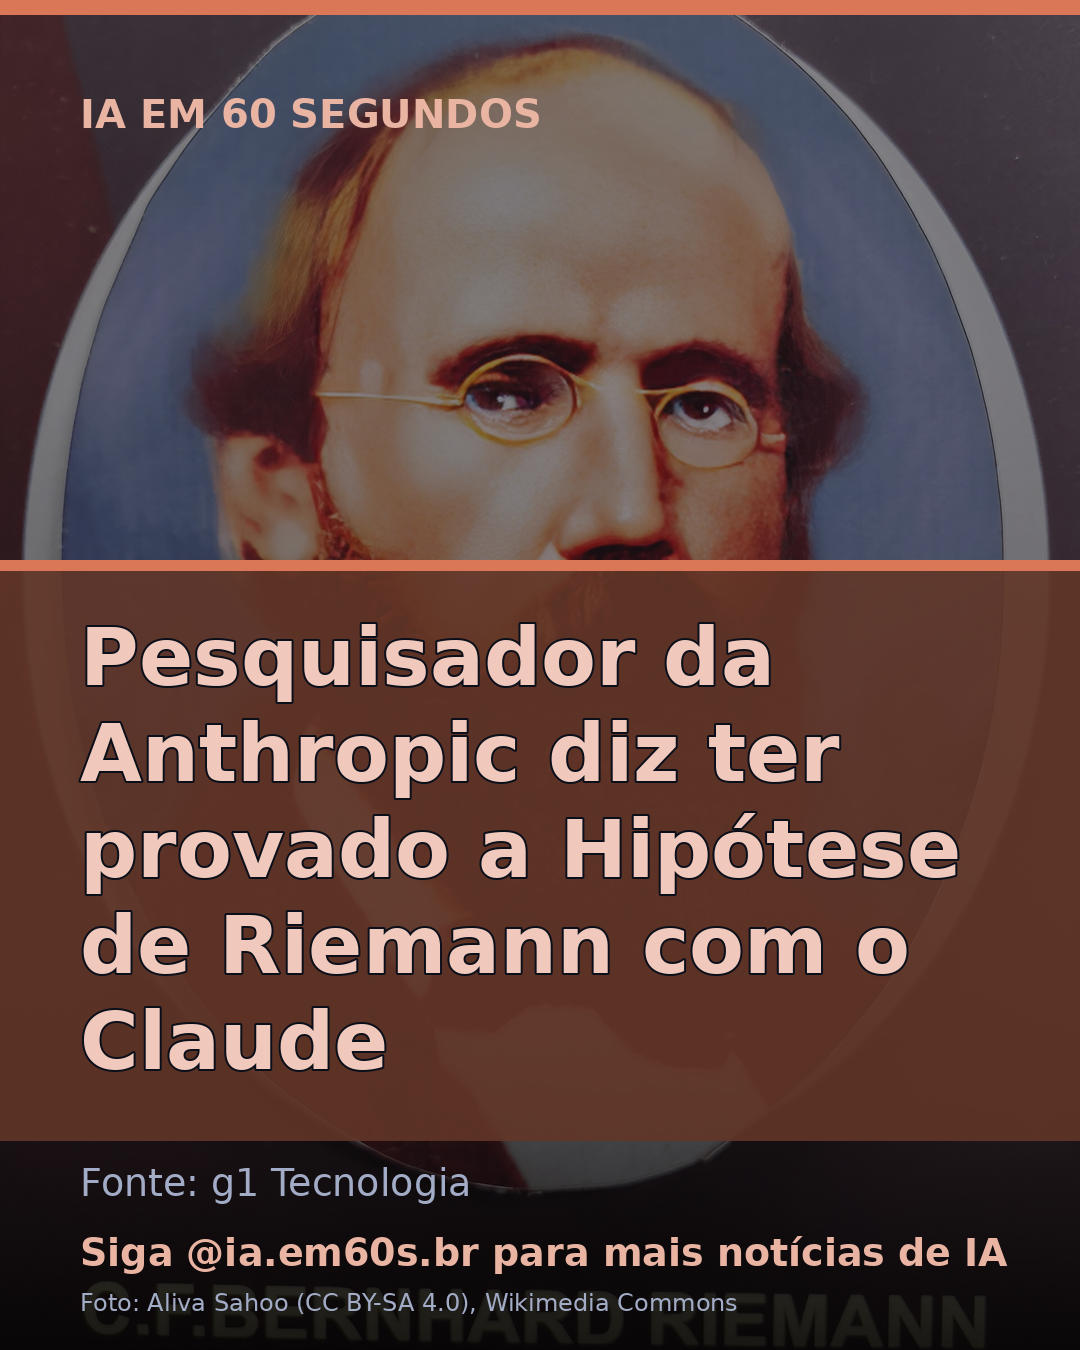 IA EM 60 SEGUNDOS
Pesquisador da
Anthropic diz ter
provado a Hipótese
de Riemann com o
Claude
Fonte: g1 Tecnologia
Siga @ia.em60s.br para mais notícias de IA
C.F.BERNHARD RIEMANN
Foto: Aliva Sahoo (CC BY-SA 4.0), Wikimedia Commons